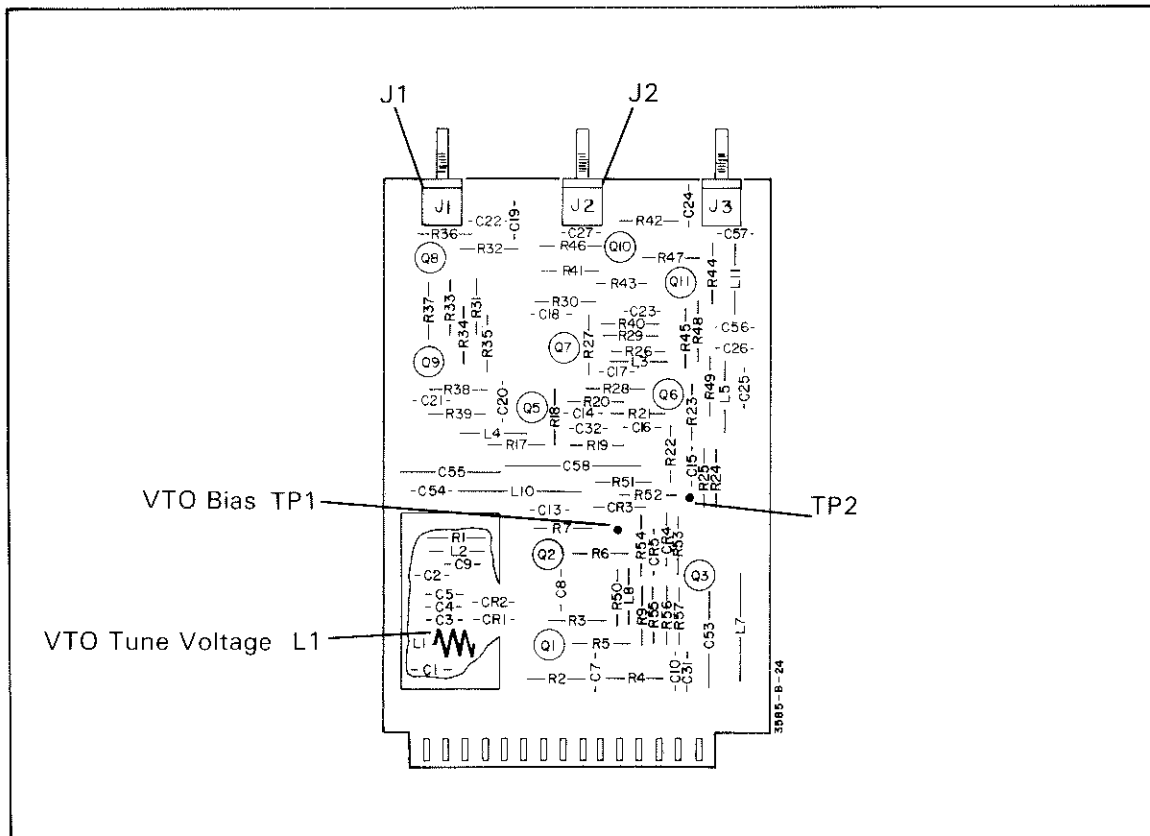 J1
J2
J1
J2
J3
C22
C19
R42
C24
R36
C27
C57
Q8
R32
R46
Q10
R47
R44
L11
R41
R43
Q11
R37
R33
R34
R31
R35
R30
C18
C23
R40
R29
R26
L3
C17
R27
Q7
R45
R48
C56
C26
Q9
R38
C21
R39
C20
Q5
R18
R28
R20
C14
R21
C32
C16
Q6
R23
R49
L5
C25
L4
R17
R19
R22
C15
R25
R24
C55
C58
R51
C54
L10
R52
CR3
C13
VTO Bias TP1
TP2
R7
R1
L2
C9
C2
Q2
R6
R54
CR5
CR4
R53
Q3
C5
C4
C3
CR2
CR1
C8
R3
R50
L8
R9
R55
R56
R57
C53
L7
VTO Tune Voltage L1
L1
C1
Q1
R5
R2
C7
R4
C10
C31
3585-B-24